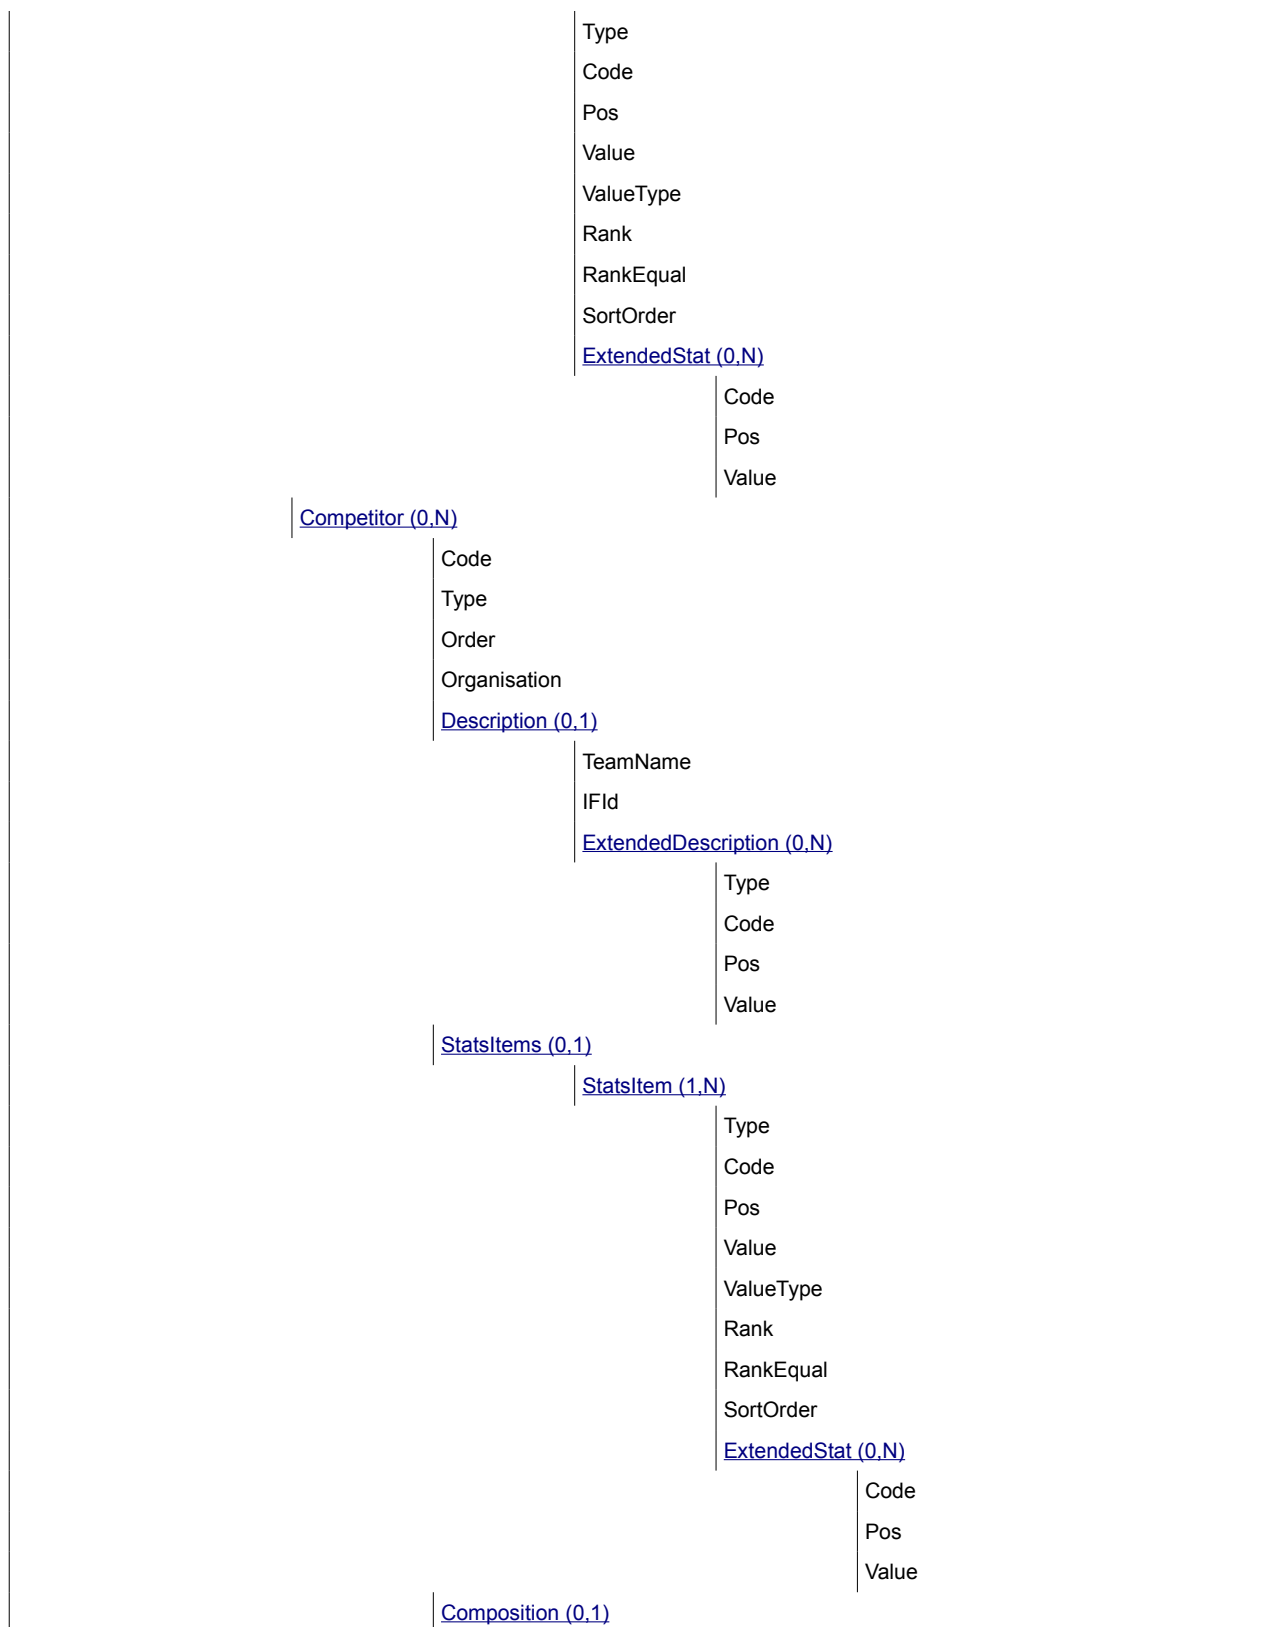 Type
Code
Pos
Value
ValueType
Rank
RankEqual
SortOrder
ExtendedStat (0,N)
Code
Pos
Value
Competitor (0,N)
Code
Type
Order
Organisation
Description (0,1)
TeamName
IFId
ExtendedDescription (0,N)
Type
Code
Pos
Value
StatsItems (0,1)
StatsItem (1,N)
Type
Code
Pos
Value
ValueType
Rank
RankEqual
SortOrder
ExtendedStat (0,N)
Code
Pos
Value
Composition (0,1)